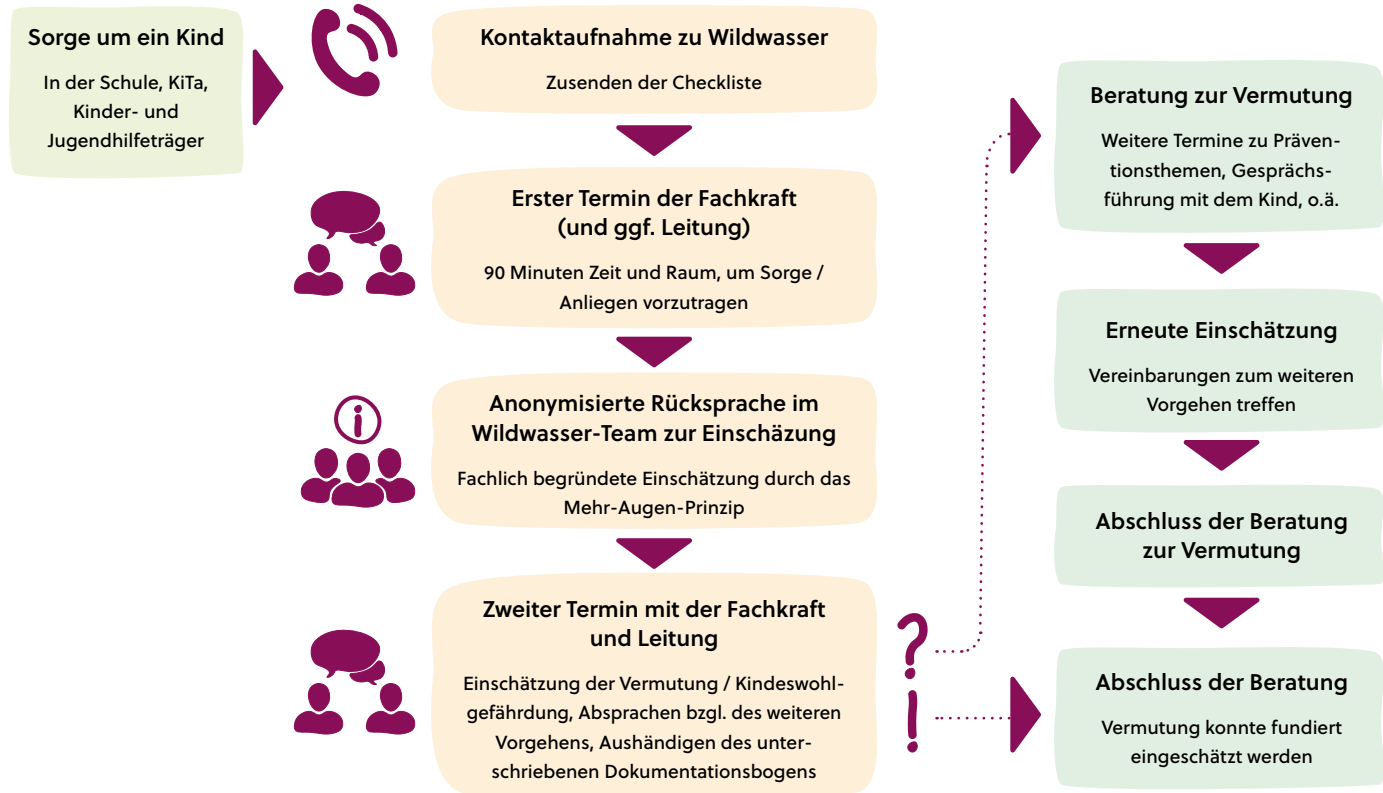 Sorge um ein Kind
In der Schule, KiTa,
Kinder- und
Jugendhilfeträger
Kontaktaufnahme zu Wildwasser
Zusenden der Checkliste
Erster Termin der Fachkraft
(und ggf. Leitung)
90 Minuten Zeit und Raum, um Sorge /
Anliegen vorzutragen
i
Anonymisierte Rücksprache im
Wildwasser-Team zur Einschäzung
Fachlich begründete Einschätzung durch das
Mehr-Augen-Prinzip
Zweiter Termin mit der Fachkraft
und Leitung
Einschätzung der Vermutung / Kindeswohl-
gefährdung, Absprachen bzgl. des weiteren
Vorgehens, Aushändigen des unter-
schriebenen Dokumentationsbogens
?
!
Beratung zur Vermutung
Weitere Termine zu Präven-
tionsthemen, Gesprächs-
führung mit dem Kind, o.ä.
Erneute Einschätzung
Vereinbarungen zum weiteren
Vorgehen treffen
Abschluss der Beratung
zur Vermutung
Abschluss der Beratung
Vermutung konnte fundiert
eingeschätzt werden